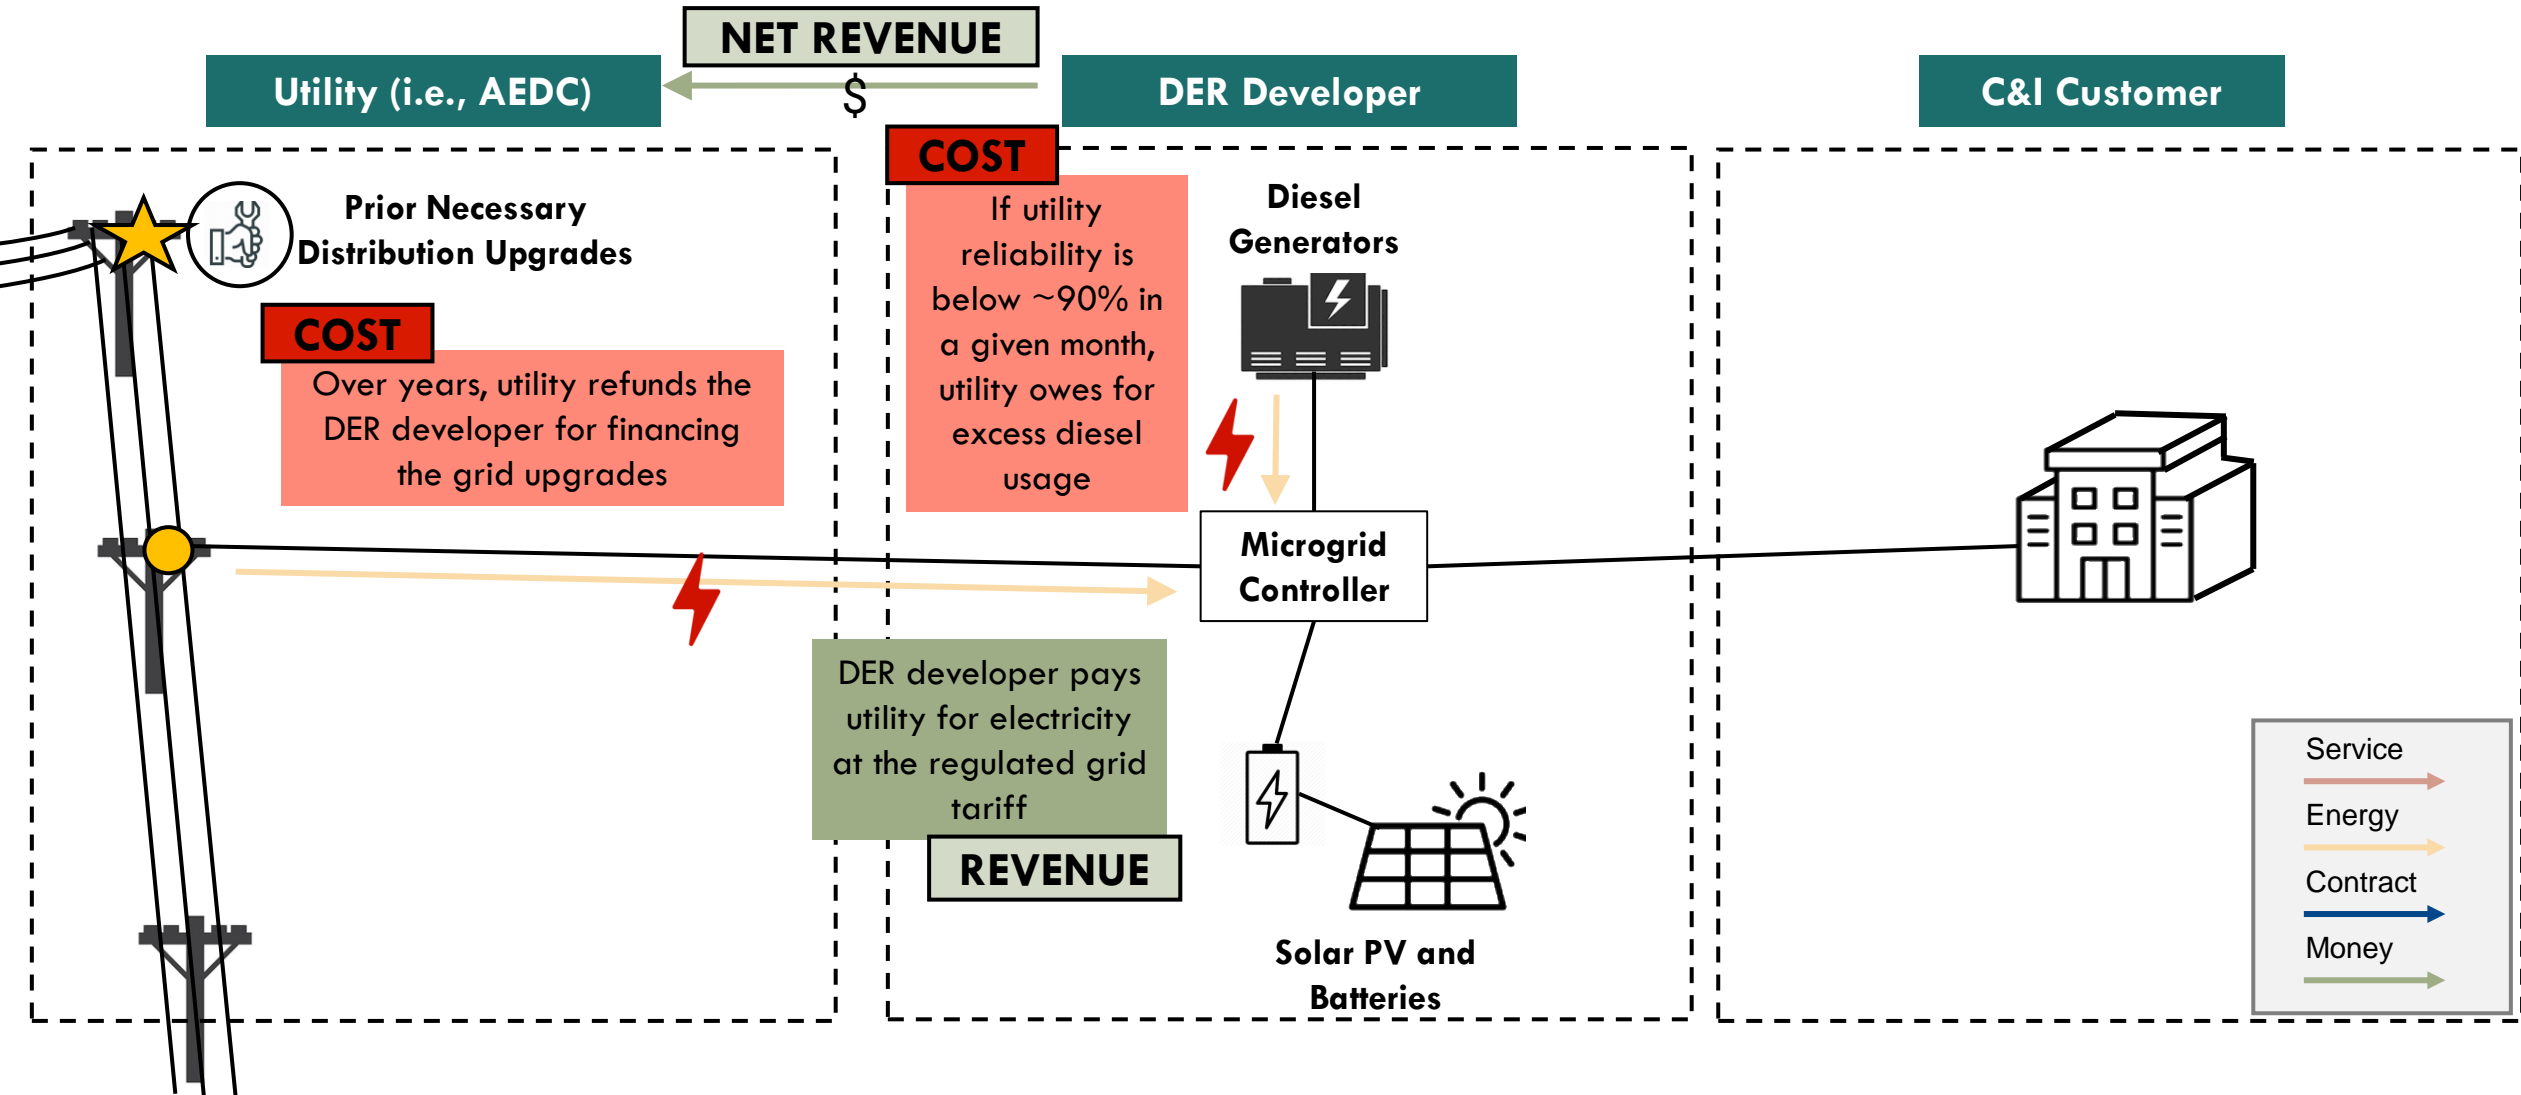 NET REVENUE
$
Utility (i.e., AEDC)
DER Developer
C&I Customer
Prior Necessary
Distribution Upgrades
COST
Over years, utility refunds the
DER developer for financing
the grid upgrades
COST
If utility
reliability is
below ~90% in
a given month,
utility owes for
excess diesel
usage
Diesel
Generators
Microgrid
Controller
DER developer pays
utility for electricity
at the regulated grid
tariff
REVENUE
Solar PV and
Batteries
Service
Energy
Contract
Money